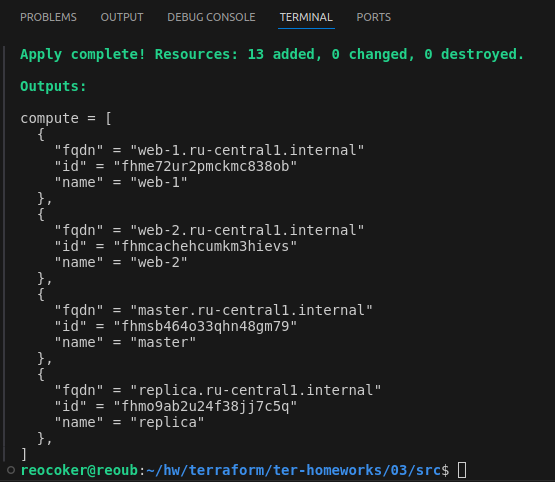 PROBLEMS OUTPUT DEBUG CONSOLE TERMINAL PORTS
Apply complete! Resources: 13 added, 0 changed, 0 destroyed.
Outputs:
compute = [
  {
    "fqdn" = "web-1.ru-central1.internal"
    "id" = "fhme72ur2pmckmc838ob"
    "name" = "web-1"
  },
  {
    "fqdn" = "web-2.ru-central1.internal"
    "id" = "fhmcachehcumkm3hievs"
    "name" = "web-2"
  },
  {
    "fqdn" = "master.ru-central1.internal"
    "id" = "fhmsb464o33qhn48gm79"
    "name" = "master"
  },
  {
    "fqdn" = "replica.ru-central1.internal"
    "id" = "fhmo9ab2u24f38jj7c5q"
    "name" = "replica"
  },
]
reocoker@reoub:~/hw/terraform/ter-homeworks/03/src$